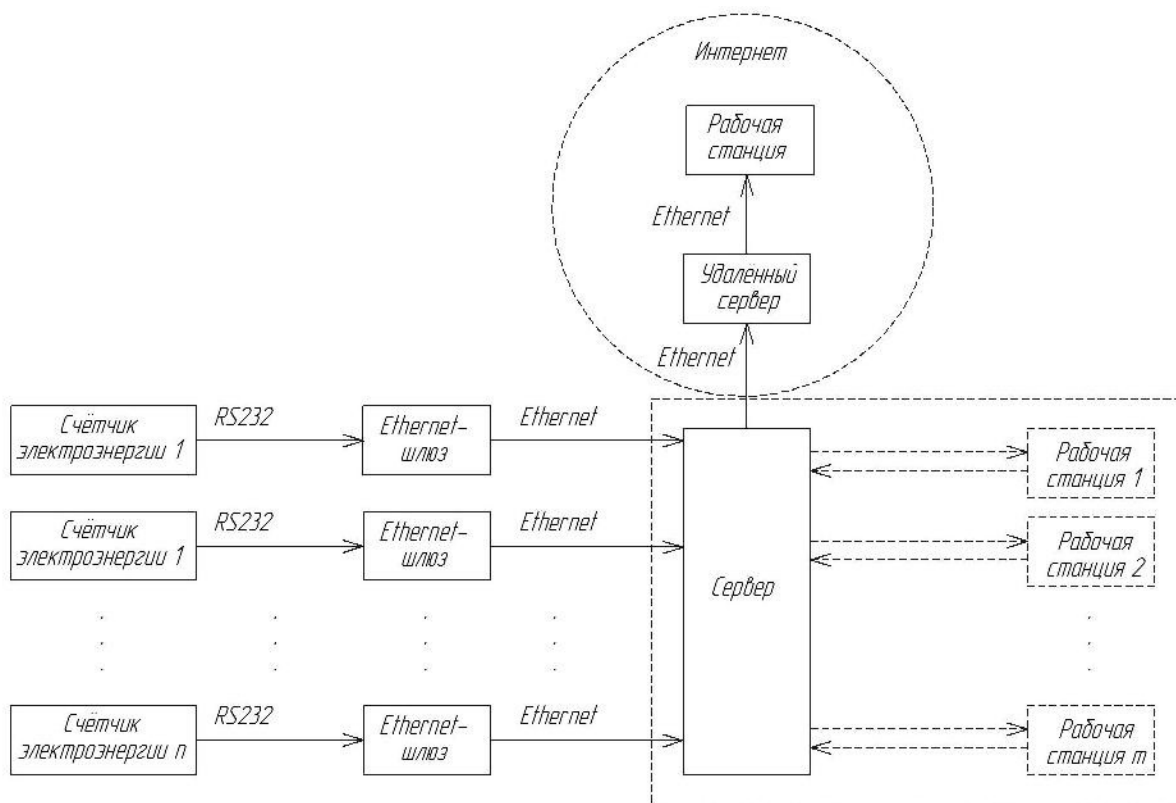 Интернет
Рабочая
станция
Ethernet
Удалённый
сервер
Ethernet
Счётчик
электроэнергии 1
RS232
Ethernet-
шлюз
Ethernet
Рабочая
станция 1
Счётчик
электроэнергии 1
RS232
Ethernet-
шлюз
Ethernet
Рабочая
станция 2
Сервер
Счётчик
электроэнергии n
RS232
Ethernet-
шлюз
Ethernet
Рабочая
станция m